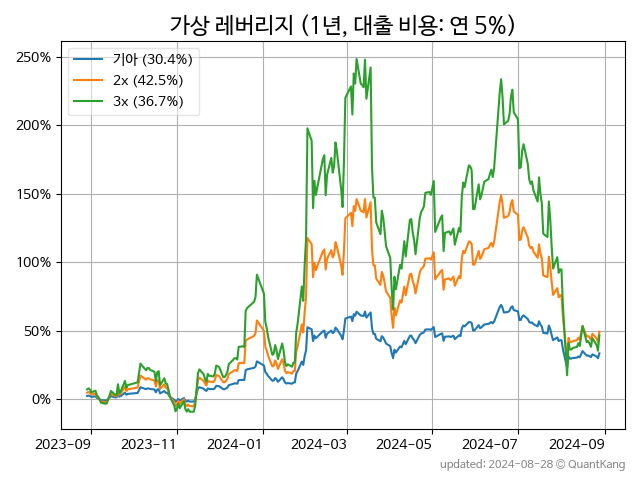 가상 레버리지 (1년, 대출 비용: 연 5%)
250%
200%
150%
100%
50%
0%
기아 (30.4%)
2x (42.5%)
3x (36.7%)
2023-09 2023-11 2024-01 2024-03 2024-05 2024-07 2024-09
updated: 2024-08-28 © QuantKang